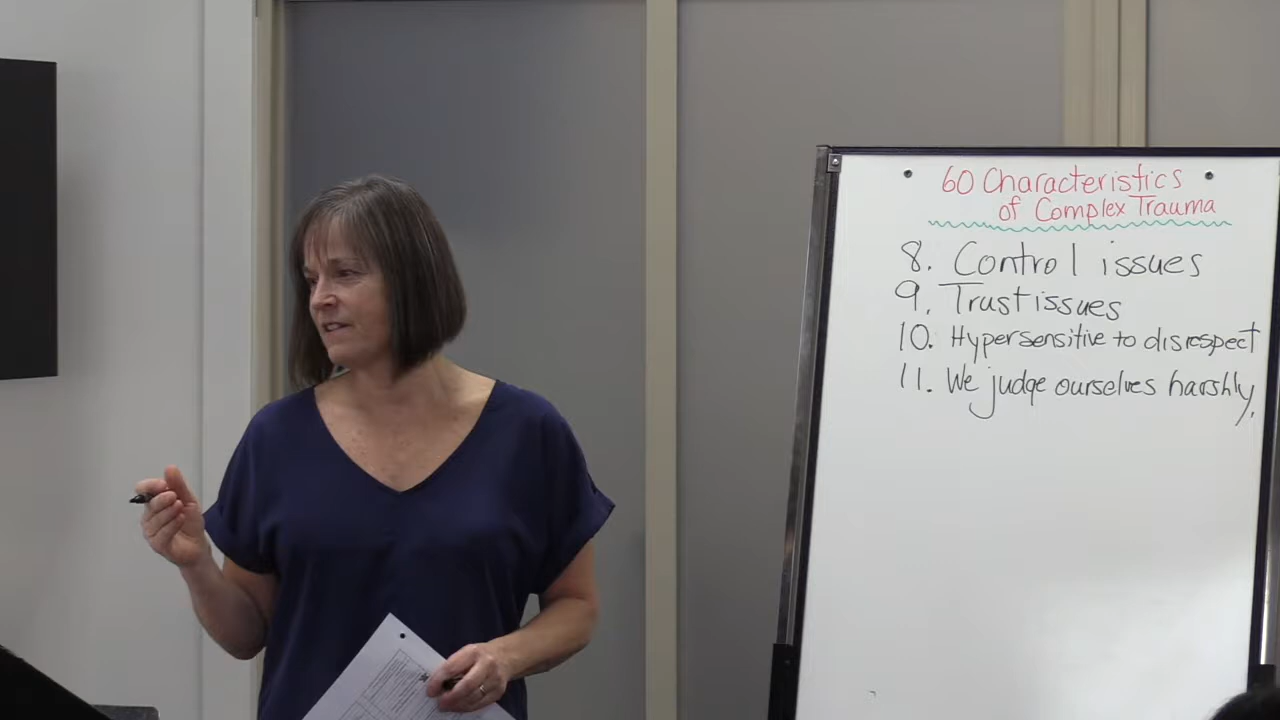 60 Characteristics
of Complex Trauma
8. Control issues
9. Trust issues
10. Hypersensitive to disrespect
11. We judge ourselves harshly,